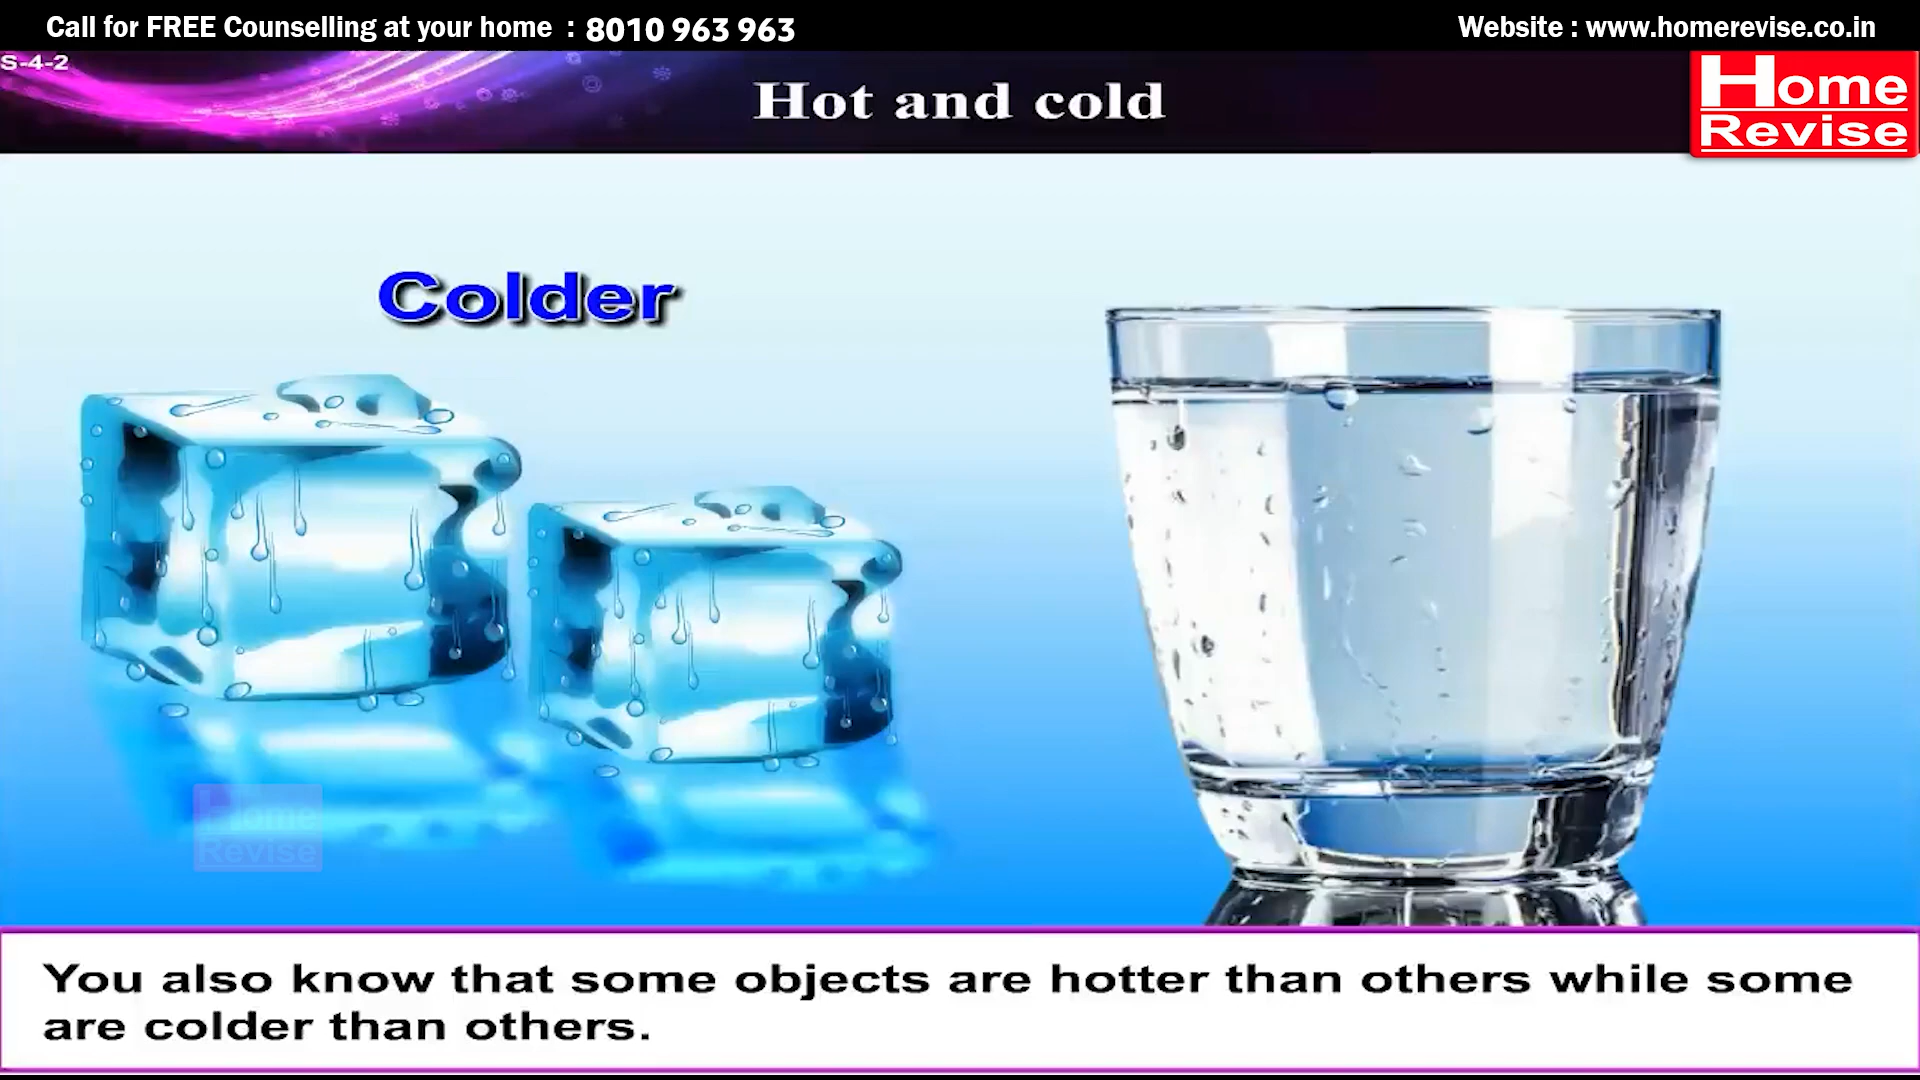 Call for FREE Counselling at your home : 8010 963 963
Website : www.homerevise.co.in
S-4-2
Hot and cold
Home
Revise
Colder
Home
Revise
You also know that some objects are hotter than others while some
are colder than others.